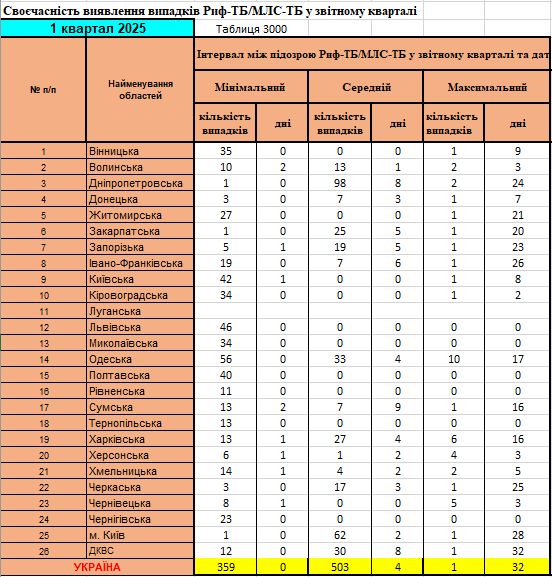 Своєчасність виявлення випадків Риф-ТБ/МЛС-ТБ у звітному кварталі
1 квартал 2025 Таблиця 3000
№ п/п Найменування областей Інтервал між підозрою Риф-ТБ/МЛС-ТБ у звітному кварталі та дат
Мінімальний Середній Максимальний
кількість випадків дні кількість випадків дні кількість випадків дні
1 Вінницька 35 0 0 0 1 9
2 Волинська 10 2 13 1 2 3
3 Дніпропетровська 1 0 98 8 2 24
4 Донецька 3 0 7 3 1 7
5 Житомирська 27 0 0 0 1 21
6 Закарпатська 1 0 25 5 1 20
7 Запорізька 5 1 19 5 1 23
8 Івано-Франківська 19 0 7 6 1 26
9 Київська 42 1 0 0 1 8
10 Кіровоградська 34 0 0 0 1 2
11 Луганська
12 Львівська 46 0 0 0 0 0
13 Миколаївська 34 0 0 0 0 0
14 Одеська 56 0 33 4 10 17
15 Полтавська 40 0 0 0 0 0
16 Рівненська 11 0 0 0 0 0
17 Сумська 13 2 7 9 1 16
18 Тернопільська 13 0 0 0 0 0
19 Харківська 13 1 27 4 6 16
20 Херсонська 6 1 1 2 4 3
21 Хмельницька 14 1 4 2 2 5
22 Черкаська 3 0 17 3 1 25
23 Чернівецька 8 1 0 0 5 3
24 Чернігівська 23 0 0 0 0 0
25 м. Київ 1 0 62 2 1 28
26 ДКВС 12 0 30 8 1 32
УКРАЇНА 359 0 503 4 1 32